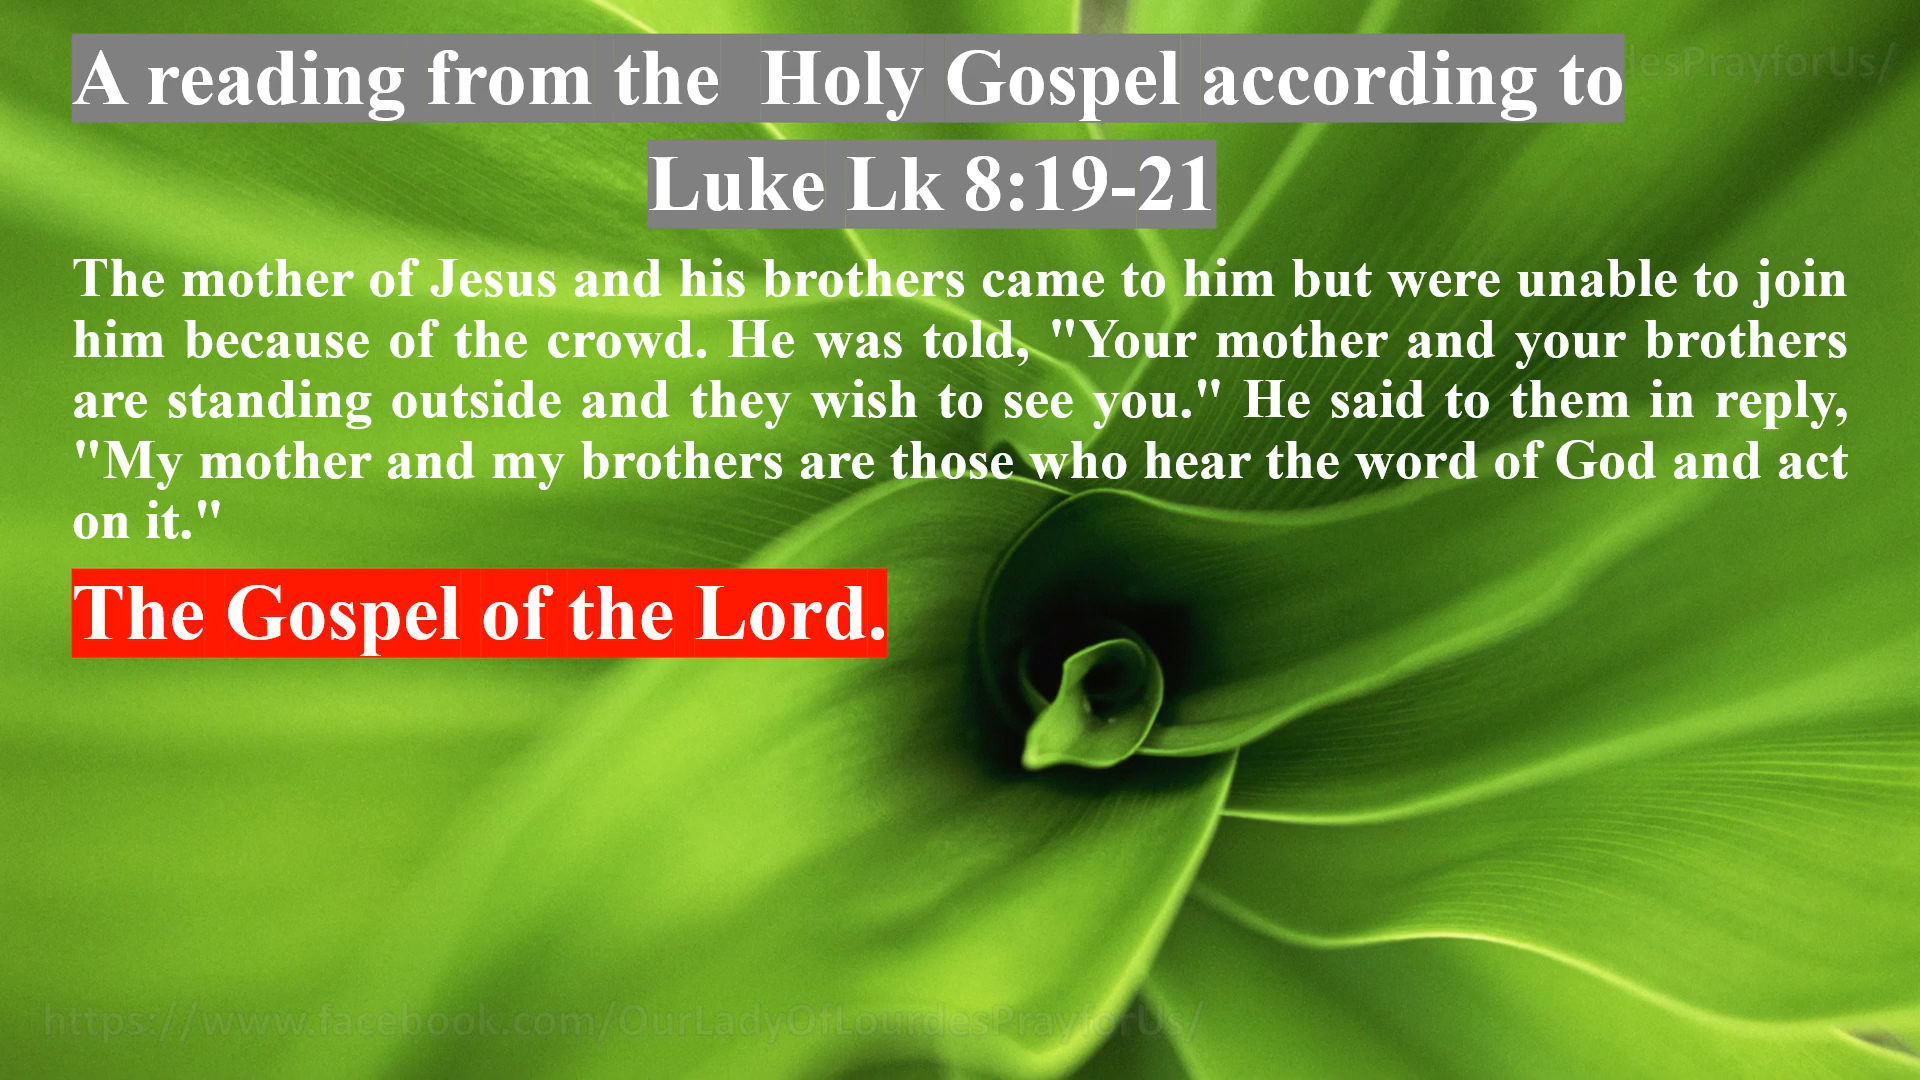 A reading from the  Holy Gospel according to
Luke Lk 8:19-21
The mother of Jesus and his brothers came to him but were unable to join
him because of the crowd. He was told, "Your mother and your brothers
are standing outside and they wish to see you." He said to them in reply,
"My mother and my brothers are those who hear the word of God and act
on it."
The Gospel of the Lord.
https://www.facebook.com/OurLadyOfLourdesPrayforUs/